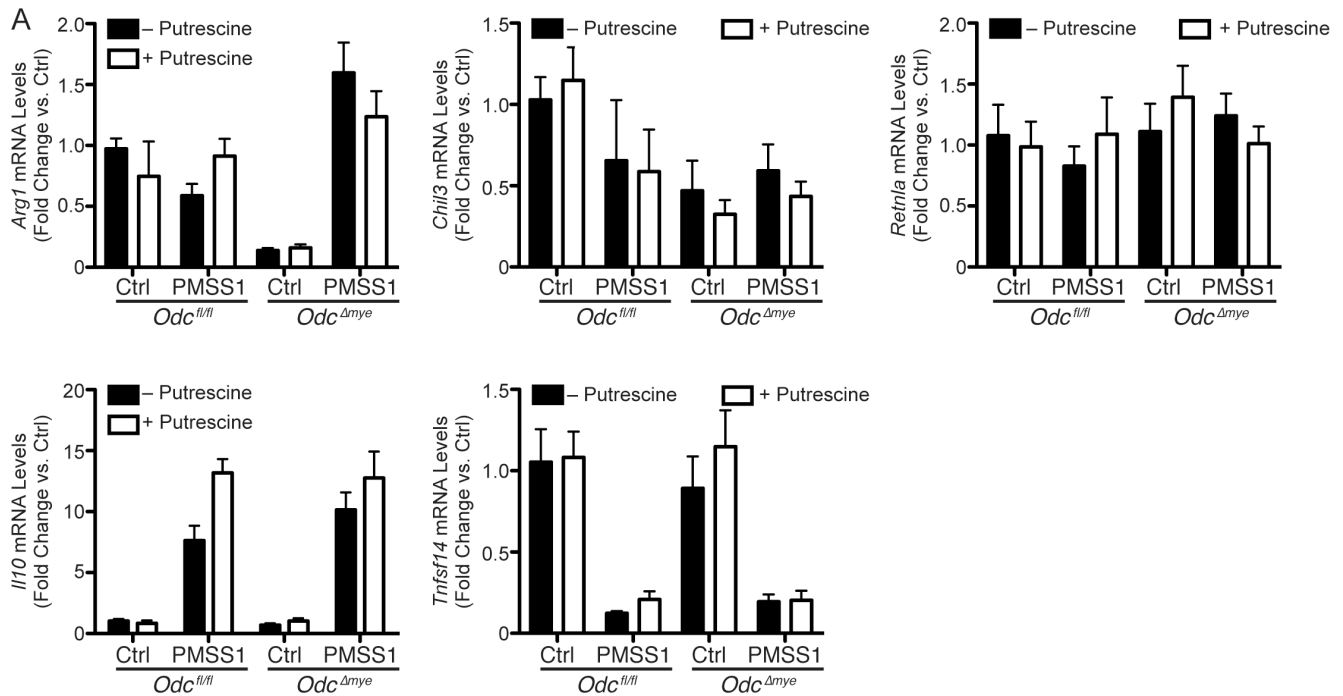 A
Arg1 mRNA Levels
(Fold Change vs. Ctrl)
2.0
1.5
1.0
0.5
0
– Putrescine
+ Putrescine
Ctrl PMSS1 Ctrl PMSS1
Odc fl/fl Odc Δmye
Chil3 mRNA Levels
(Fold Change vs. Ctrl)
1.5
1.0
0.5
0
– Putrescine + Putrescine
Ctrl PMSS1 Ctrl PMSS1
Odc fl/fl Odc Δmye
Retnla mRNA Levels
(Fold Change vs. Ctrl)
2.0
1.5
1.0
0.5
0
– Putrescine + Putrescine
Ctrl PMSS1 Ctrl PMSS1
Odc fl/fl Odc Δmye
Il10 mRNA Levels
(Fold Change vs. Ctrl)
20
15
10
5
0
– Putrescine
+ Putrescine
Ctrl PMSS1 Ctrl PMSS1
Odc fl/fl Odc Δmye
Tnfsf14 mRNA Levels
(Fold Change vs. Ctrl)
1.5
1.0
0.5
0
– Putrescine + Putrescine
Ctrl PMSS1 Ctrl PMSS1
Odc fl/fl Odc Δmye